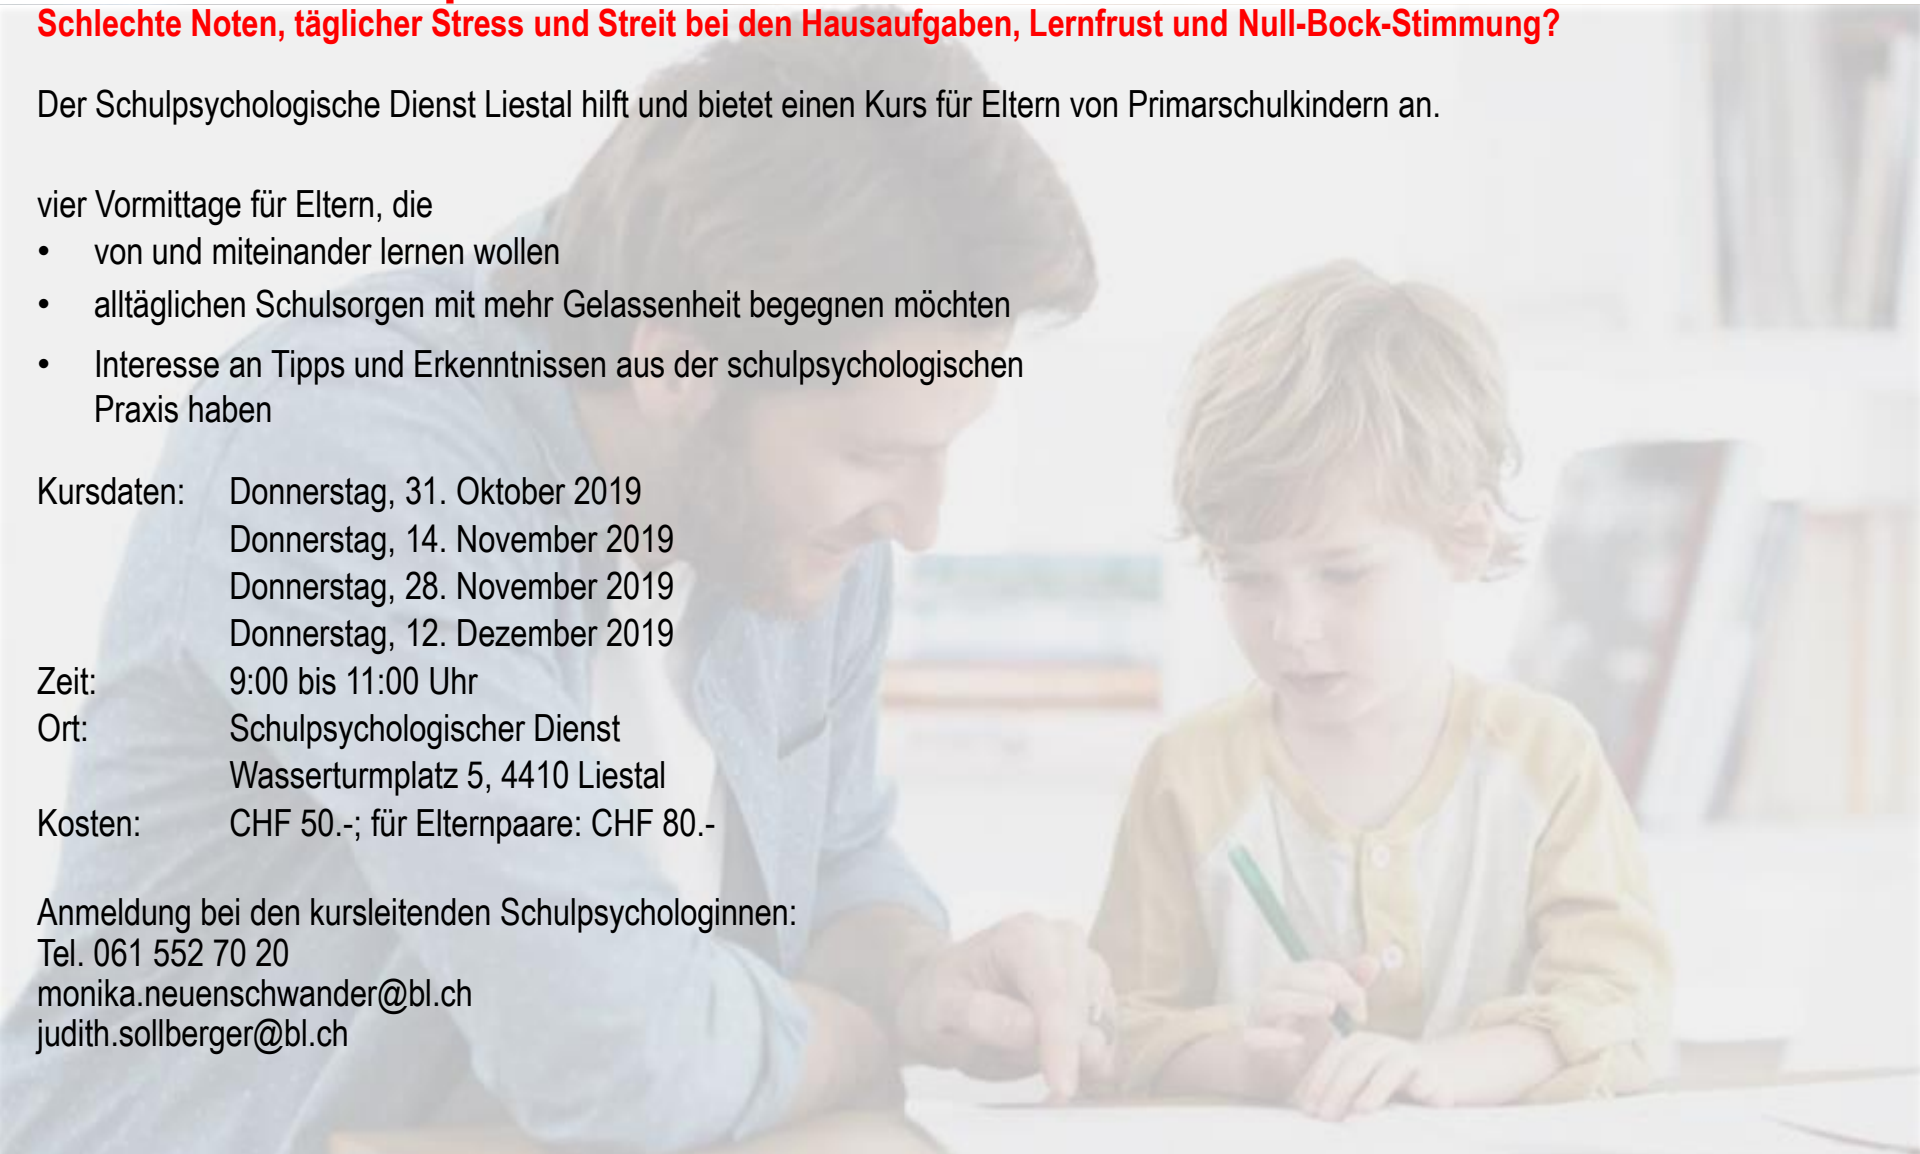 Schlechte Noten, täglicher Stress und Streit bei den Hausaufgaben, Lernfrust und Null-Bock-Stimmung?
Der Schulpsychologische Dienst Liestal hilft und bietet einen Kurs für Eltern von Primarschulkindern an.
vier Vormittage für Eltern, die
• von und miteinander lernen wollen
• alltäglichen Schulsorgen mit mehr Gelassenheit begegnen möchten
• Interesse an Tipps und Erkenntnissen aus der schulpsychologischen
Praxis haben
Kursdaten: Donnerstag, 31. Oktober 2019
Donnerstag, 14. November 2019
Donnerstag, 28. November 2019
Donnerstag, 12. Dezember 2019
Zeit: 9:00 bis 11:00 Uhr
Ort: Schulpsychologischer Dienst
Wasserturmplatz 5, 4410 Liestal
Kosten: CHF 50.-; für Elternpaare: CHF 80.-
Anmeldung bei den kursleitenden Schulpsychologinnen:
Tel. 061 552 70 20
monika.neuenschwander@bl.ch
judith.sollberger@bl.ch